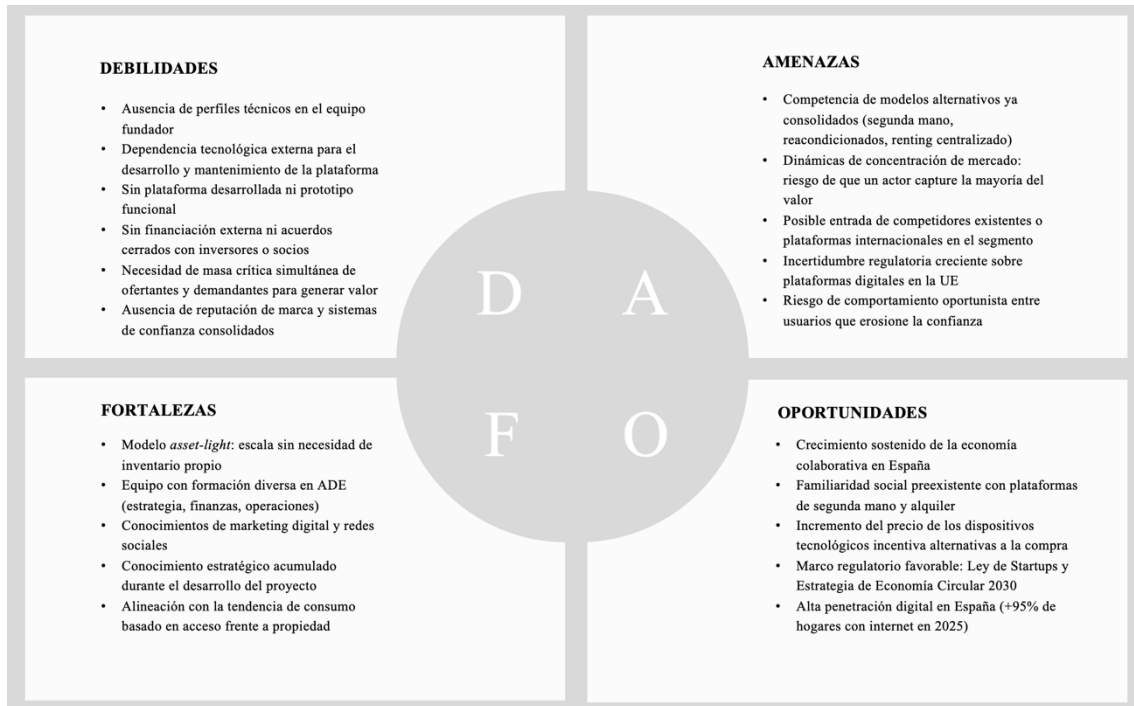 DEBILIDADES
• Ausencia de perfiles técnicos en el equipo
fundador
• Dependencia tecnológica externa para el
desarrollo y mantenimiento de la plataforma
• Sin plataforma desarrollada ni prototipo
funcional
• Sin financiación externa ni acuerdos
cerrados con inversores o socios
• Necesidad de masa crítica simultánea de
ofertantes y demandantes para generar valor
• Ausencia de reputación de marca y sistemas
de confianza consolidados
AMENAZAS
• Competencia de modelos alternativos ya
consolidados (segunda mano,
reacondicionados, renting centralizado)
• Dinámicas de concentración de mercado:
riesgo de que un actor capture la mayoría del
valor
• Posible entrada de competidores existentes o
plataformas internacionales en el segmento
• Incertidumbre regulatoria creciente sobre
plataformas digitales en la UE
• Riesgo de comportamiento oportunista entre
usuarios que erosione la confianza
D A
F O
FORTALEZAS
• Modelo asset-light: escala sin necesidad de
inventario propio
• Equipo con formación diversa en ADE
(estrategia, finanzas, operaciones)
• Conocimientos de marketing digital y redes
sociales
• Conocimiento estratégico acumulado
durante el desarrollo del proyecto
• Alineación con la tendencia de consumo
basado en acceso frente a propiedad
OPORTUNIDADES
• Crecimiento sostenido de la economía
colaborativa en España
• Familiaridad social preexistente con plataformas
de segunda mano y alquiler
• Incremento del precio de los dispositivos
tecnológicos incentiva alternativas a la compra
• Marco regulatorio favorable: Ley de Startups y
Estrategia de Economía Circular 2030
• Alta penetración digital en España (+95% de
hogares con internet en 2025)